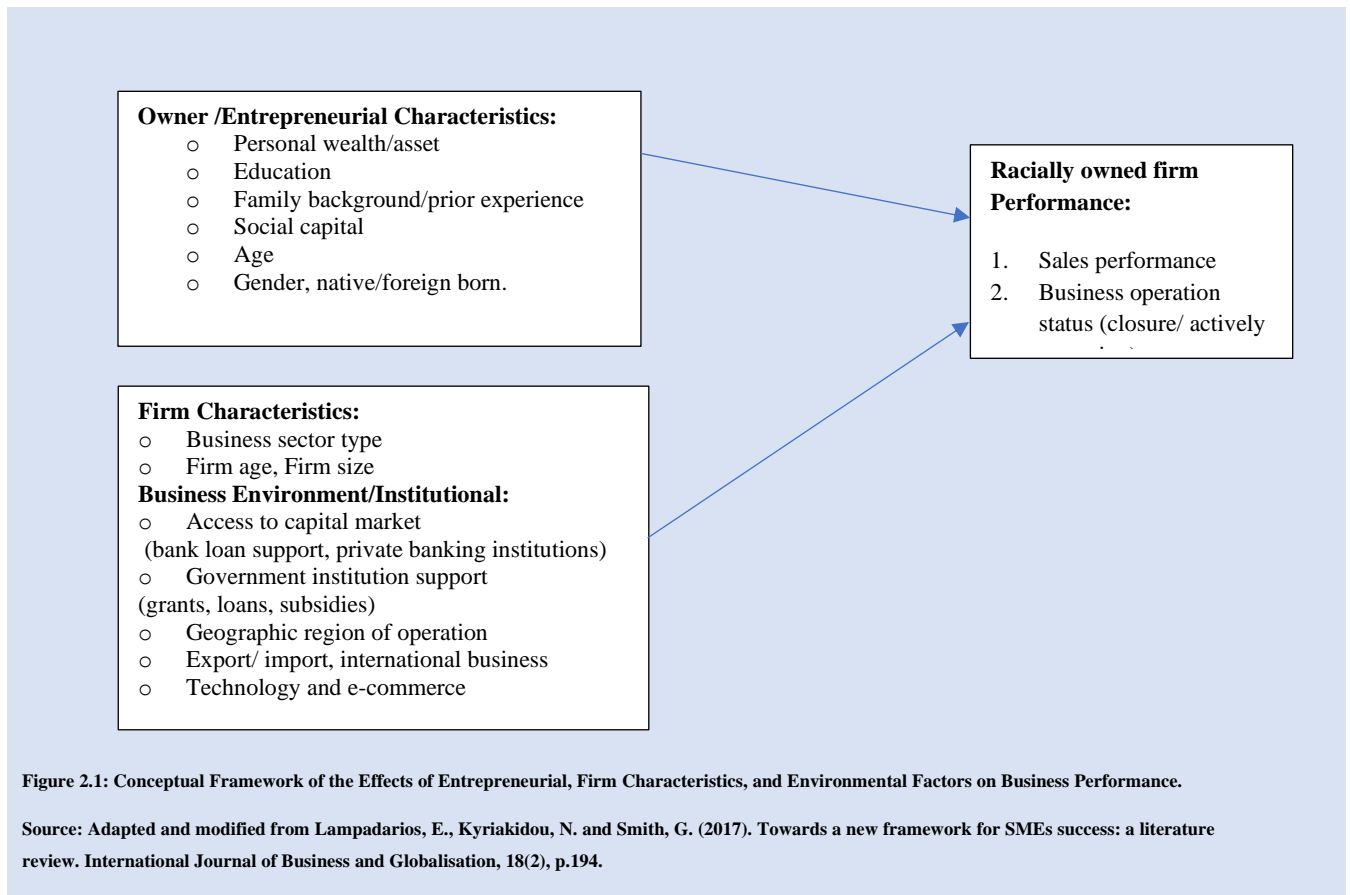 Owner /Entrepreneurial Characteristics:
o Personal wealth/asset
o Education
o Family background/prior experience
o Social capital
o Age
o Gender, native/foreign born.
Racially owned firm
Performance:
1. Sales performance
2. Business operation
status (closure/ actively
Firm Characteristics:
o Business sector type
o Firm age, Firm size
Business Environment/Institutional:
o Access to capital market
(bank loan support, private banking institutions)
o Government institution support
(grants, loans, subsidies)
o Geographic region of operation
o Export/ import, international business
o Technology and e-commerce
Figure 2.1: Conceptual Framework of the Effects of Entrepreneurial, Firm Characteristics, and Environmental Factors on Business Performance.
Source: Adapted and modified from Lampadarios, E., Kyriakidou, N. and Smith, G. (2017). Towards a new framework for SMEs success: a literature
review. International Journal of Business and Globalisation, 18(2), p.194.